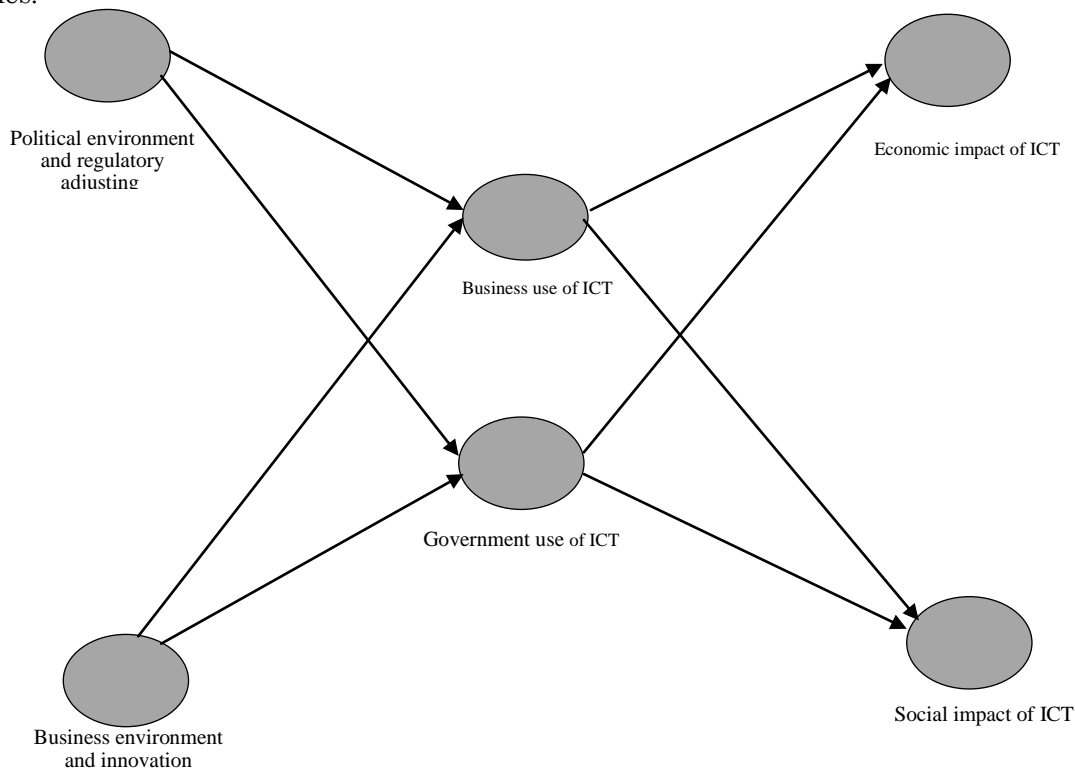 Political environment
and regulatory
adjusting
Economic impact of ICT
Business use of ICT
Government use of ICT
Social impact of ICT
Business environment
and innovation